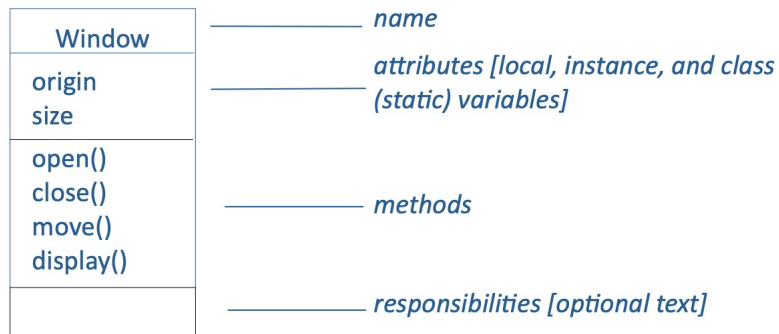 Window
name
origin
size
attributes [local, instance, and class
(static) variables]
open()
close()
move()
display()
methods
responsibilities [optional text]